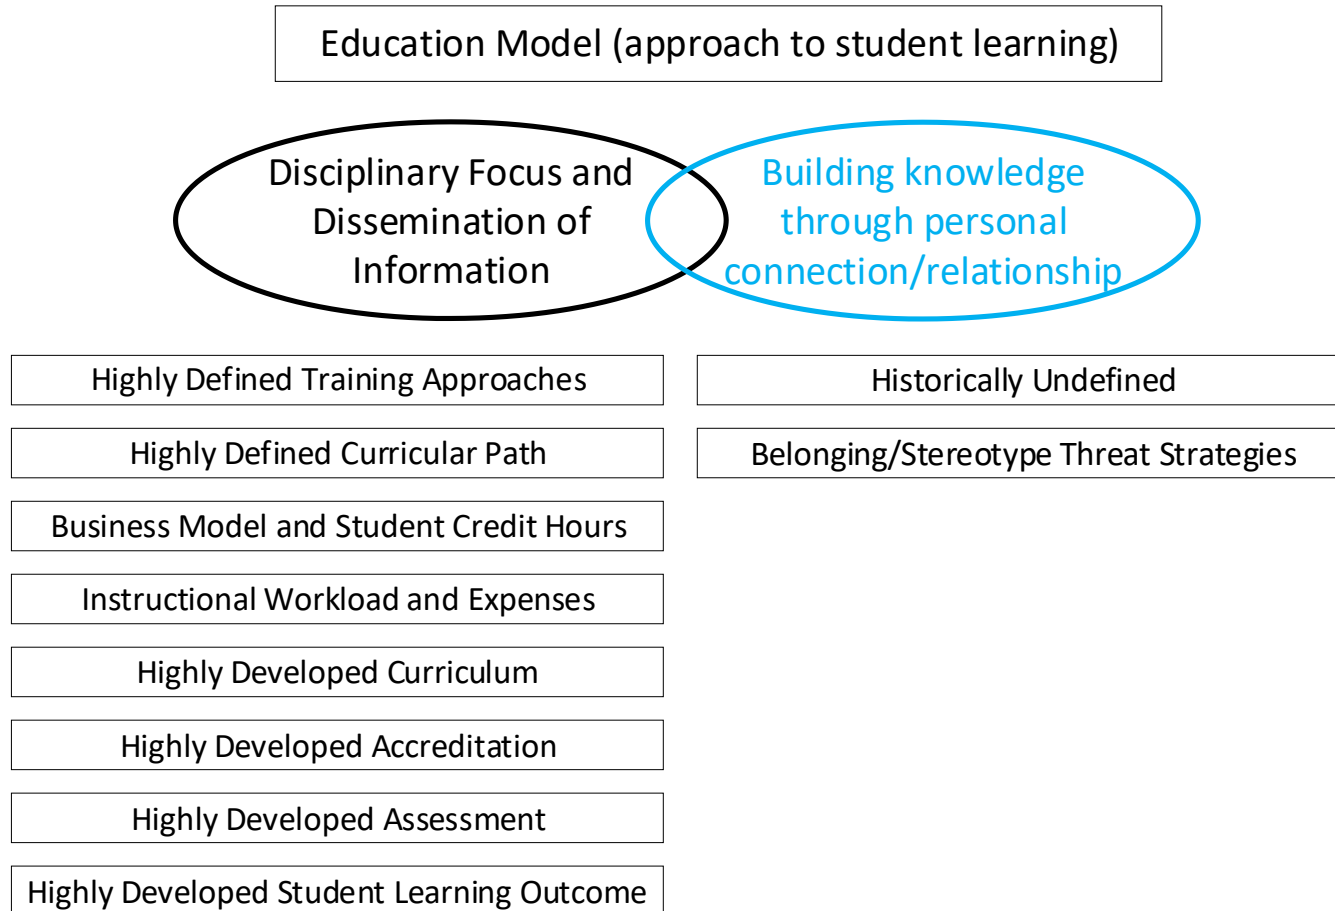 Education Model (approach to student learning)
Disciplinary Focus and
Dissemination of
Information
Building knowledge
through personal
connection/relationship
Highly Defined Training Approaches
Highly Defined Curricular Path
Business Model and Student Credit Hours
Instructional Workload and Expenses
Highly Developed Curriculum
Highly Developed Accreditation
Highly Developed Assessment
Highly Developed Student Learning Outcome
Historically Undefined
Belonging/Stereotype Threat Strategies